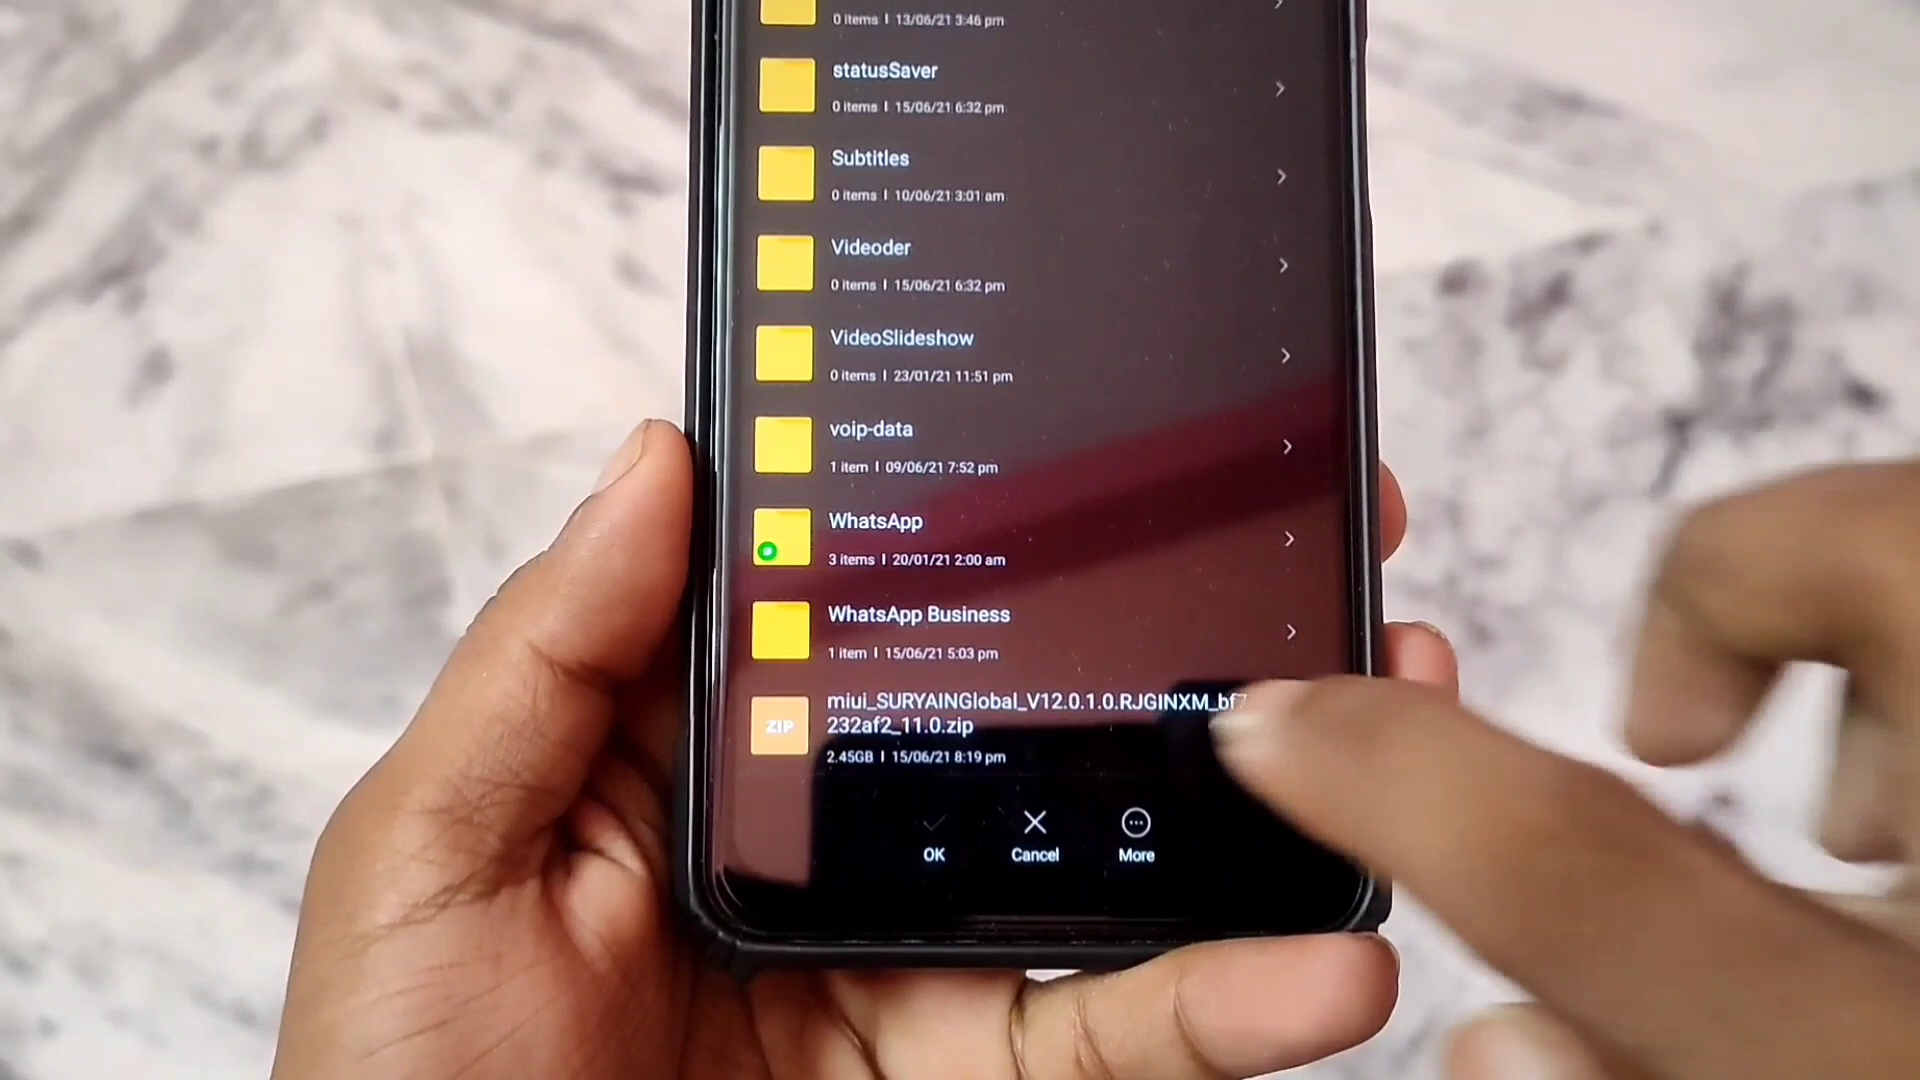 0 items | 13/06/21 3:46 pm
statusSaver
0 items | 15/06/21 6:32 pm
Subtitles
0 items | 10/06/21 3:01 am
Videoder
0 items | 15/06/21 6:32 pm
VideoSlideshow
0 items | 23/01/21 11:51 pm
voip-data
1 item | 09/06/21 7:52 pm
WhatsApp
3 items | 20/01/21 2:00 am
WhatsApp Business
1 item | 15/06/21 5:03 pm
ZIP
miui_SURYAINGlobal_V12.0.1.0.RJGINXM_bf7
232af2_11.0.zip
2.45GB | 15/06/21 8:19 pm
OK
Cancel
More